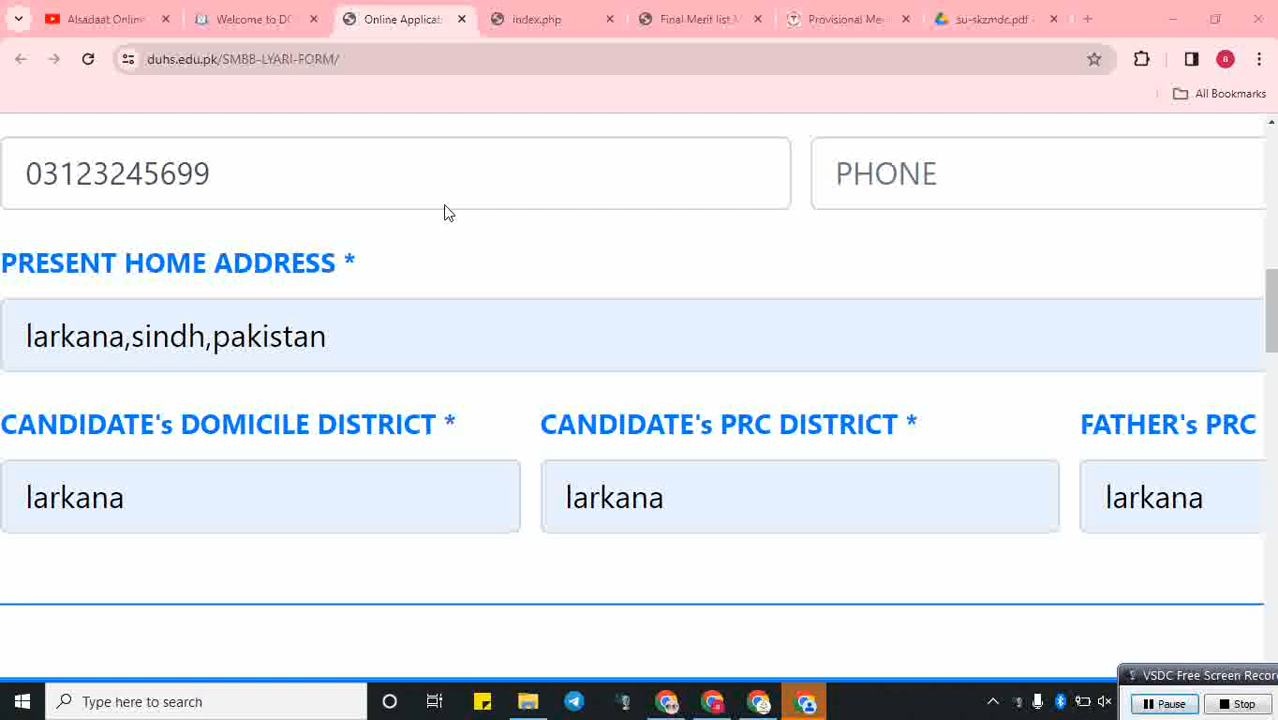 Alsadaat Online
Welcome to D
Online Applicat
index.php
Final Merit list M
Provisional Me
su-skzmdc.pdf -
duhs.edu.pk/SMBB-LYARI-FORM/
a
All Bookmarks
03123245699
PHONE
PRESENT HOME ADDRESS *
larkana,sindh,pakistan
CANDIDATE's DOMICILE DISTRICT *
CANDIDATE's PRC DISTRICT *
FATHER's PRC
larkana
larkana
larkana
VSDC Free Screen Recor
Type here to search
Pause
Stop